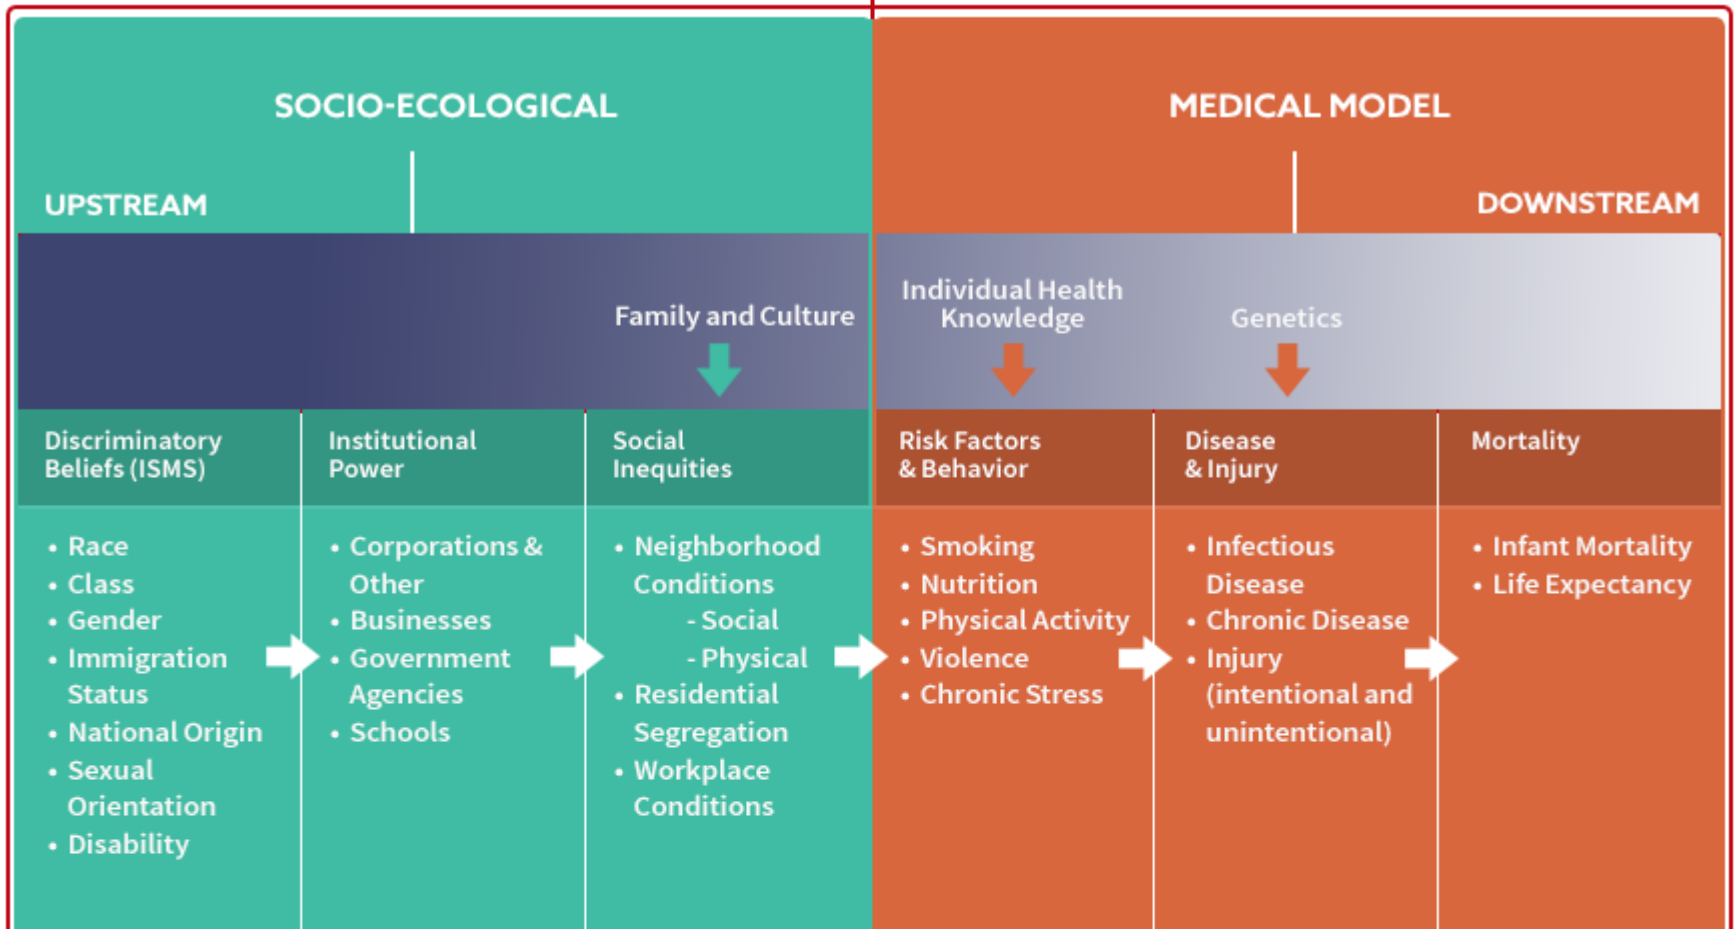 SOCIO-ECOLOGICAL
MEDICAL MODEL
UPSTREAM
DOWNSTREAM
Family and Culture
Individual Health
Knowledge
Genetics
Discriminatory
Beliefs (ISMS)
• Race
• Class
• Gender
• Immigration
Status
• National Origin
• Sexual
Orientation
• Disability
Institutional
Power
• Corporations &
Other
• Businesses
• Government
Agencies
• Schools
Social
Inequities
• Neighborhood
Conditions
- Social
- Physical
• Residential
Segregation
• Workplace
Conditions
Risk Factors
& Behavior
• Smoking
• Nutrition
• Physical Activity
• Violence
• Chronic Stress
Disease
& Injury
• Infectious
Disease
• Chronic Disease
• Injury
(intentional and
unintentional)
Mortality
• Infant Mortality
• Life Expectancy